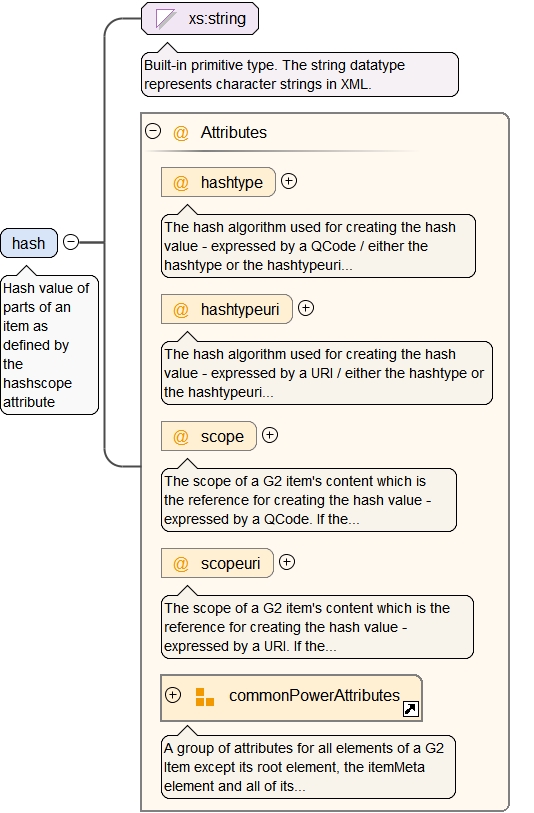 xs:string
Built-in primitive type. The string datatype
represents character strings in XML.
@ Attributes
@ hashtype
The hash algorithm used for creating the hash
value - expressed by a QCode / either the
hashtype or the hashtypeuri...
hash
Hash value of
parts of an
item as
defined by
the
hashscope
attribute
@ hashtypeuri
The hash algorithm used for creating the hash
value - expressed by a URI / either the hashtype or
the hashtypeuri...
@ scope
The scope of a G2 item's content which is
the reference for creating the hash value -
expressed by a QCode. If the...
@ scopeuri
The scope of a G2 item's content which is the
reference for creating the hash value -
expressed by a URI. If the...
commonPowerAttributes
A group of attributes for all elements of a G2
Item except its root element, the itemMeta
element and all of its...